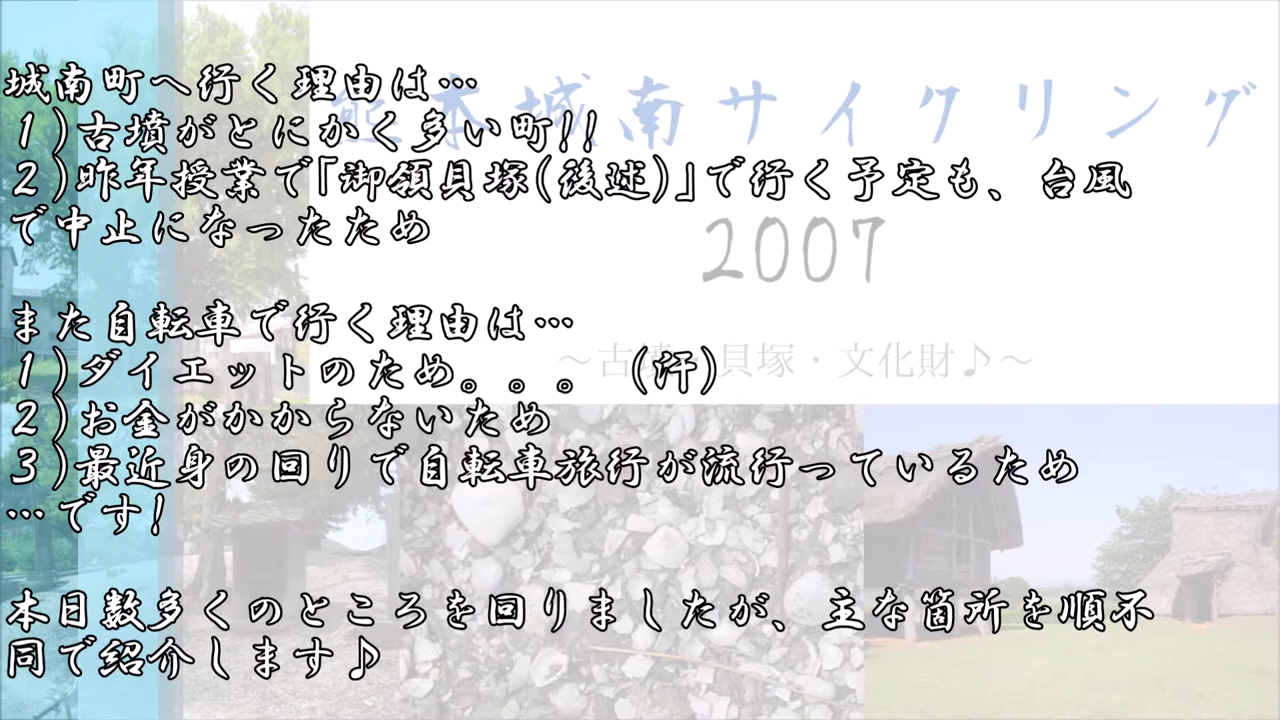 熊本城南サイクリング
2007
～古墳・貝塚・文化財♪～
城南町へ行く理由は…
１)古墳がとにかく多い町!!
２)昨年授業で｢御領貝塚(後述)｣で行く予定も、台風
で中止になったため
また自転車で行く理由は…
１)ダイエットのため。。。 (汗)
２)お金がかからないため
３)最近身の回りで自転車旅行が流行っているため
…です!
本日数多くのところを回りましたが、主な箇所を順不
同で紹介します♪